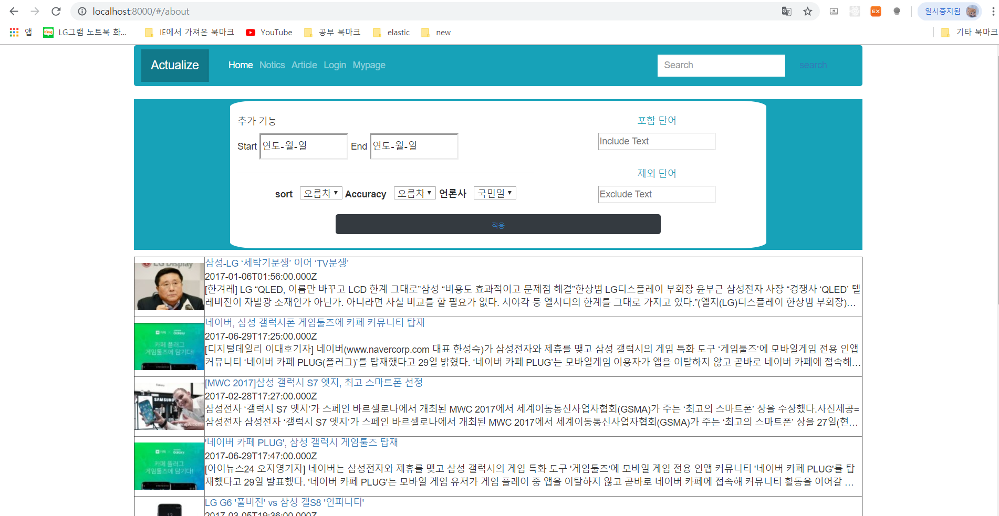 localhost:8000/#/about
일시중지됨
앱
LG그램 노트북 화...
IE에서 가져온 북마크
YouTube
공부 북마크
elastic
new
기타 북마크
Actualize
Home Notics Article Login Mypage
Search
search
추가 기능
Start 연도-월-일 End 연도-월-일
sort 오름차 Accuracy 오름차 언론사 국민일
포함 단어
Include Text
제외 단어
Exclude Text
적용
LG Display
삼성-LG ‘세탁기분쟁’ 이어 ‘TV분쟁’
2017-01-06T01:56:00.000Z
[한겨레] LG “QLED, 이름만 바꾸고 LCD 한계 그대로”삼성 “비용도 효과적이고 문제점 해결”한상범 LG디스플레이 부회장 윤부근 삼성전자 사장 “경쟁사 ‘QLED’ 텔
레비전이 자발광 소재인가 아닌가. 아니라면 사실 비교를 할 필요가 없다. 시야각 등 엘시디의 한계를 그대로 가지고 있다.”(엘지(LG)디스플레이 한상범 부회장)...
카페 플러그
게임툴즈에 담기다!
네이버, 삼성 갤럭시폰 게임툴즈에 카페 커뮤니티 탑재
2017-06-29T17:25:00.000Z
[디지털데일리 이대호기자] 네이버(www.navercorp.com 대표 한성숙)가 삼성전자와 제휴를 맺고 삼성 갤럭시의 게임 특화 도구 ‘게임툴즈’에 모바일게임 전용 인앱
커뮤니티 ‘네이버 카페 PLUG(플러그)’를 탑재했다고 29일 밝혔다. ‘네이버 카페 PLUG’는 모바일게임 이용자가 앱을 이탈하지 않고 곧바로 네이버 카페에 접속해...
SAMSUNG
[MWC 2017]삼성 갤럭시 S7 엣지, 최고 스마트폰 선정
2017-02-28T17:27:00.000Z
삼성전자 ‘갤럭시 S7 엣지’가 스페인 바르셀로나에서 개최된 MWC 2017에서 세계이동통신사업자협회(GSMA)가 주는 ‘최고의 스마트폰’ 상을 수상했다.사진제공=
삼성전자 삼성전자 ‘갤럭시 S7 엣지’가 스페인 바르셀로나에서 개최된 MWC 2017에서 세계이동통신사업자협회(GSMA)가 주는 ‘최고의 스마트폰’ 상을 27일(현...
카페 플러그
게임툴즈에 담기다!
'네이버 카페 PLUG', 삼성 갤럭시 게임툴즈 탑재
2017-06-29T17:47:00.000Z
[아이뉴스24 오지영기자] 네이버는 삼성전자와 제휴를 맺고 삼성 갤럭시의 게임 특화 도구 '게임툴즈'에 모바일 게임 전용 인앱 커뮤니티 '네이버 카페 PLUG'를 탑
재했다고 29일 발표했다. '네이버 카페 PLUG'는 모바일 게임 유저가 게임 플레이 중 앱을 이탈하지 않고 곧바로 네이버 카페에 접속해 커뮤니티 활동을 이어갈 ...
LG G6 '풀비전' vs 삼성 갤S8 '인피니티'
2017-03-05T19:36:00.000Z